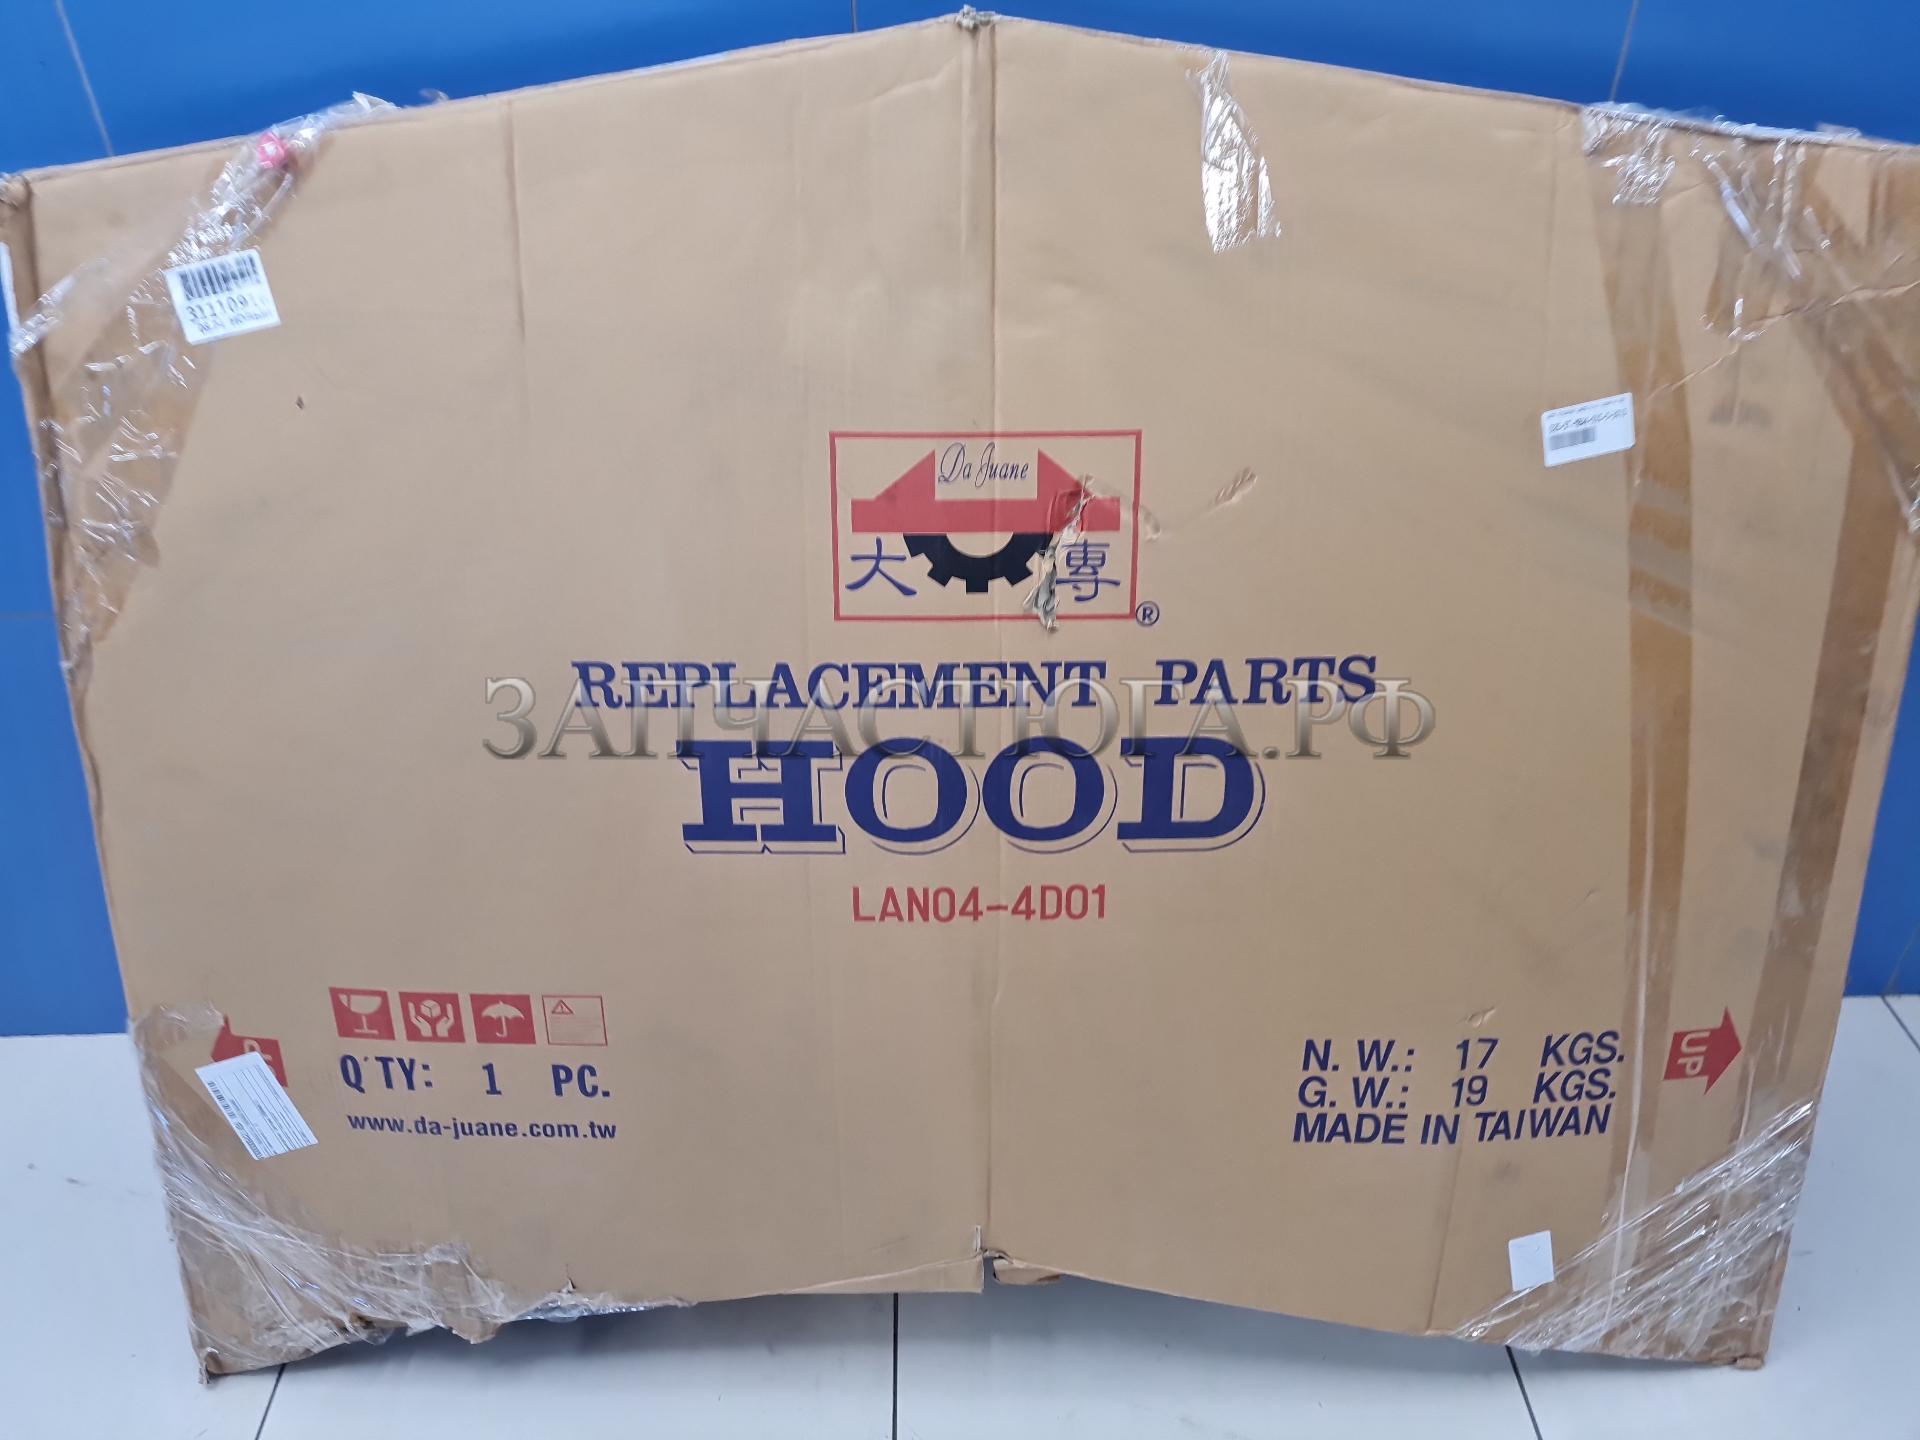 Da Juane
大 專
®
REPLACEMENT PARTS
ЗАПЧАСТЮГА.РФ
HOOD
LAN04-4D01
Q'TY: 1 PC.
www.da-juane.com.tw
N. W.: 17 KGS.
G. W.: 19 KGS.
MADE IN TAIWAN
UP